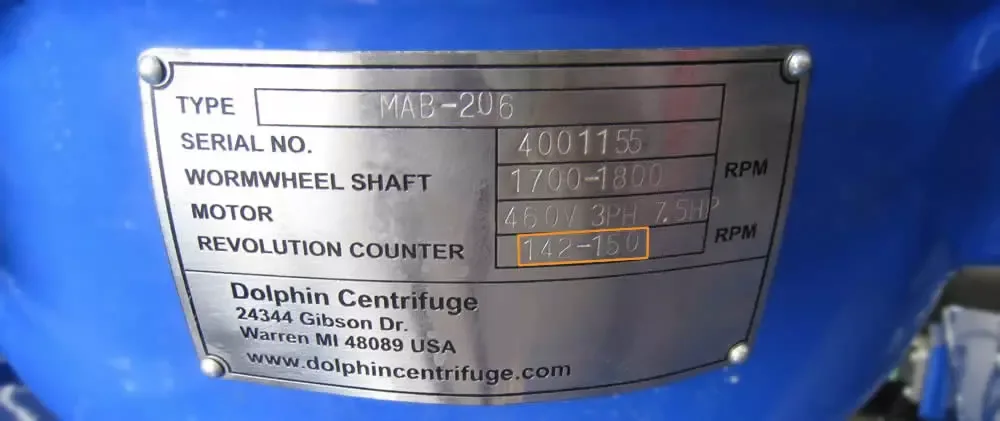 TYPE MAB-206
SERIAL NO. 4001155
WORMWHEEL SHAFT 1700-1800 RPM
MOTOR 460V 3PH 7.5HP
REVOLUTION COUNTER 142-150 RPM
Dolphin Centrifuge
24344 Gibson Dr.
Warren MI 48089 USA
www.dolphincentrifuge.com